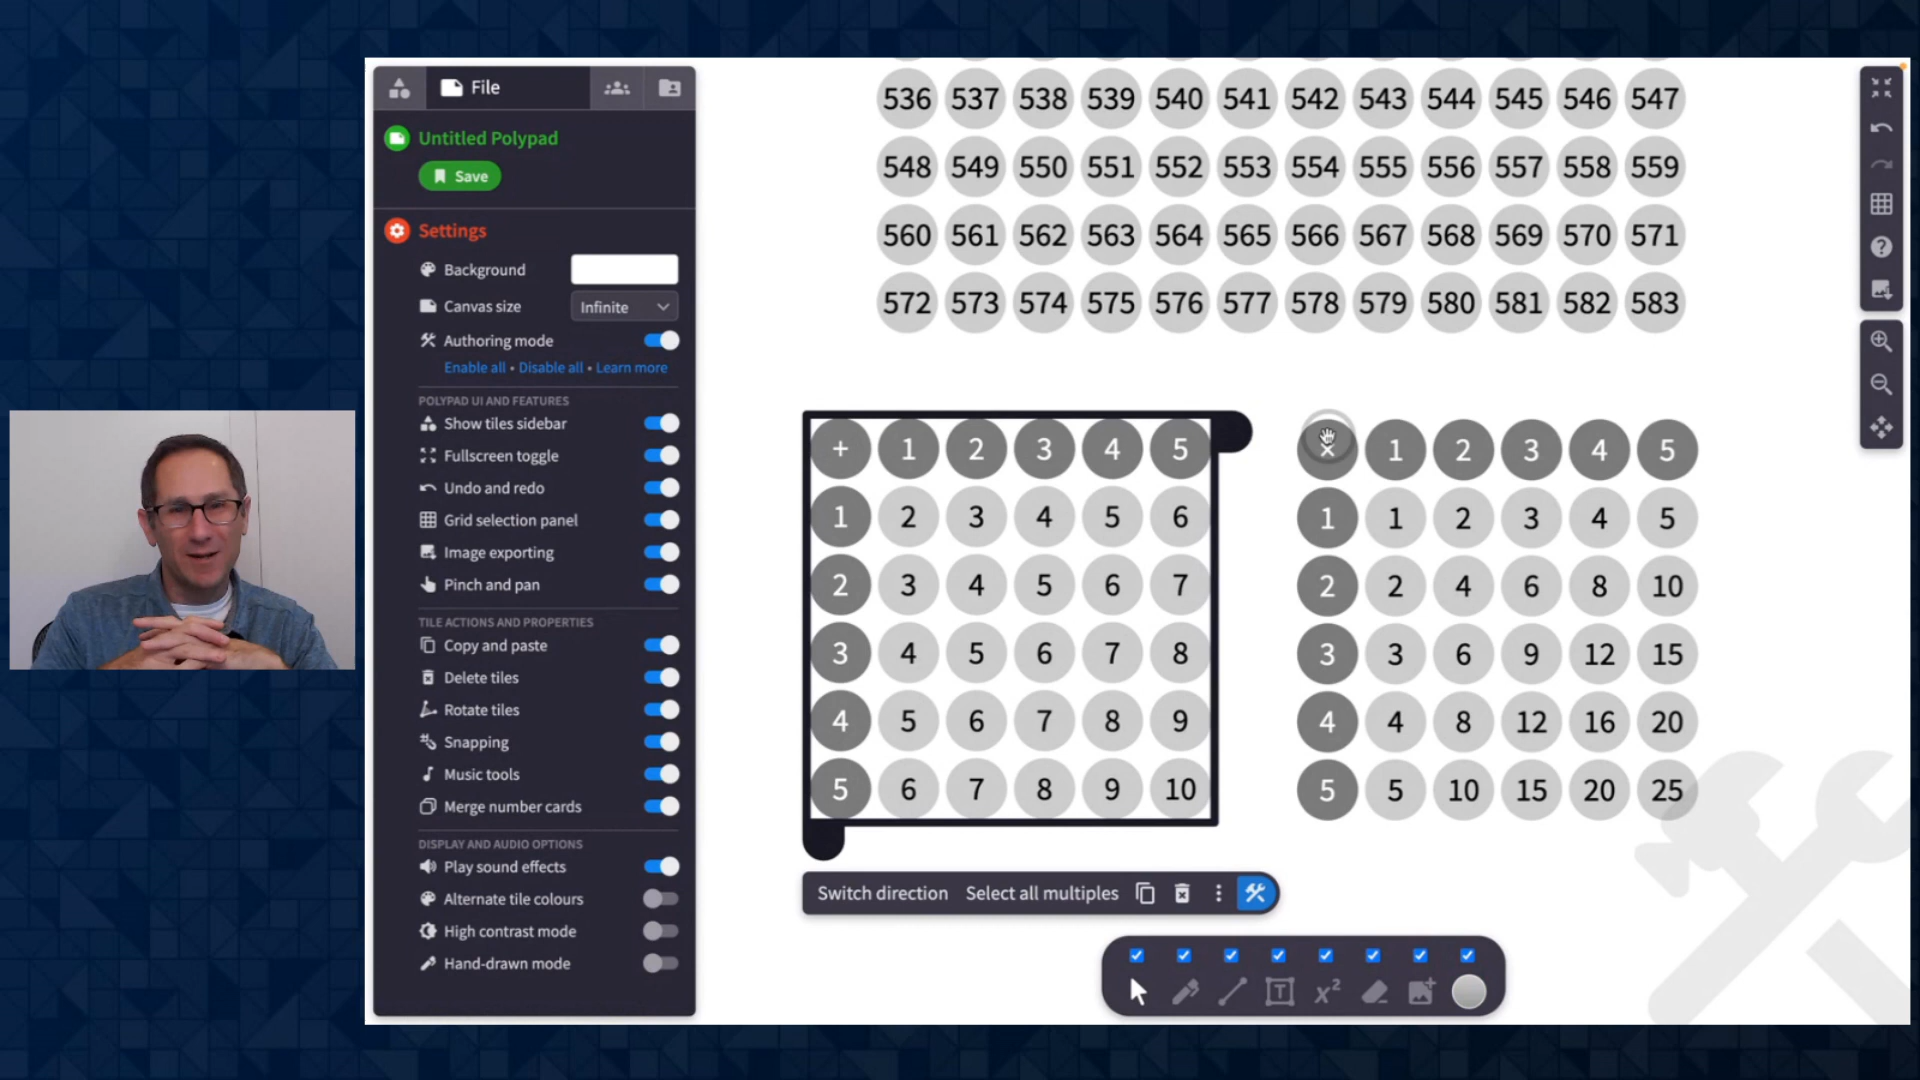 File
Untitled Polypad
Save
Settings
Background
Canvas size Infinite
Authoring mode
Enable all • Disable all • Learn more
POLYPAD UI AND FEATURES
Show tiles sidebar
Fullscreen toggle
Undo and redo
Grid selection panel
Image exporting
Pinch and pan
TILE ACTIONS AND PROPERTIES
Copy and paste
Delete tiles
Rotate tiles
Snapping
Music tools
Merge number cards
DISPLAY AND AUDIO OPTIONS
Play sound effects
Alternate tile colours
High contrast mode
Hand-drawn mode
536 537 538 539 540 541 542 543 544 545 546 547
548 549 550 551 552 553 554 555 556 557 558 559
560 561 562 563 564 565 566 567 568 569 570 571
572 573 574 575 576 577 578 579 580 581 582 583
+ 1 2 3 4 5
1 2 3 4 5 6
2 3 4 5 6 7
3 4 5 6 7 8
4 5 6 7 8 9
5 6 7 8 9 10
× 1 2 3 4 5
1 1 2 3 4 5
2 2 4 6 8 10
3 3 6 9 12 15
4 4 8 12 16 20
5 5 10 15 20 25
Switch direction Select all multiples
T x²
?